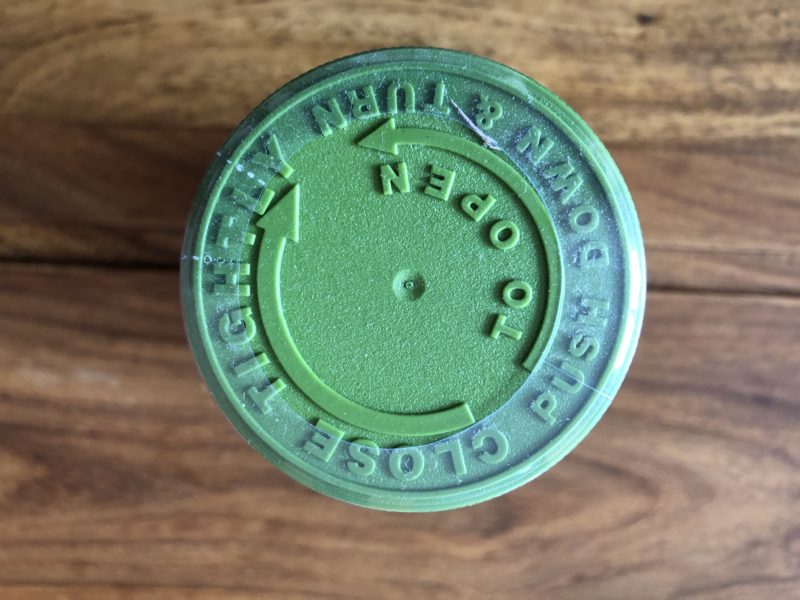 PUSH DOWN & TURN
TO OPEN
CLOSE TIGHTLY